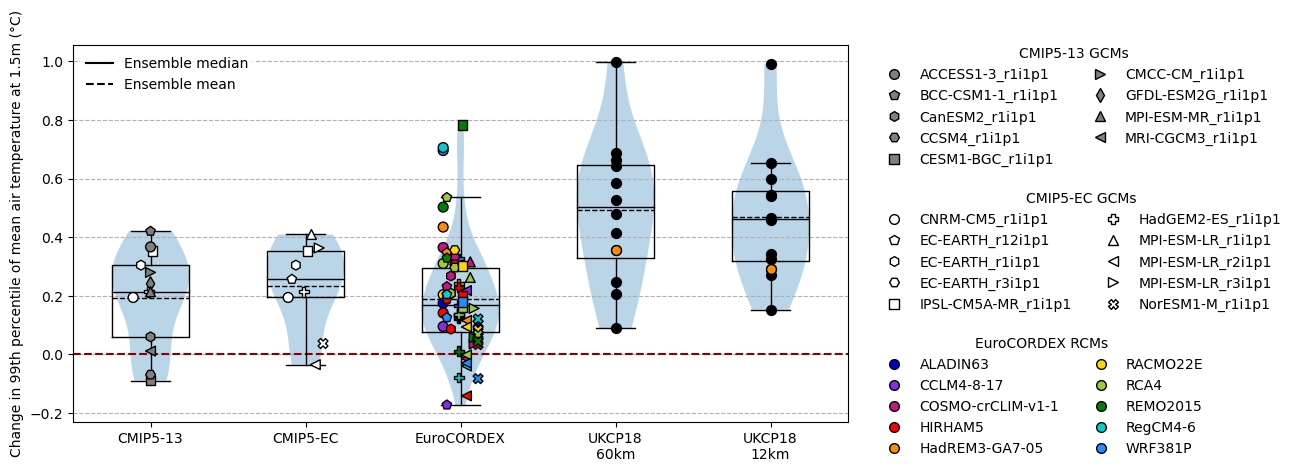 Change in 99th percentile of mean air temperature at 1.5m (°C)
1.0
0.8
0.6
0.4
0.2
0.0
−0.2
Ensemble median
Ensemble mean
CMIP5-13
CMIP5-EC
EuroCORDEX
UKCP18
60km
UKCP18
12km
CMIP5-13 GCMs
ACCESS1-3_r1i1p1
BCC-CSM1-1_r1i1p1
CanESM2_r1i1p1
CCSM4_r1i1p1
CESM1-BGC_r1i1p1
CMCC-CM_r1i1p1
GFDL-ESM2G_r1i1p1
MPI-ESM-MR_r1i1p1
MRI-CGCM3_r1i1p1
CMIP5-EC GCMs
CNRM-CM5_r1i1p1
EC-EARTH_r12i1p1
EC-EARTH_r1i1p1
EC-EARTH_r3i1p1
IPSL-CM5A-MR_r1i1p1
HadGEM2-ES_r1i1p1
MPI-ESM-LR_r1i1p1
MPI-ESM-LR_r2i1p1
MPI-ESM-LR_r3i1p1
NorESM1-M_r1i1p1
EuroCORDEX RCMs
ALADIN63
CCLM4-8-17
COSMO-crCLIM-v1-1
HIRHAM5
HadREM3-GA7-05
RACMO22E
RCA4
REMO2015
RegCM4-6
WRF381P